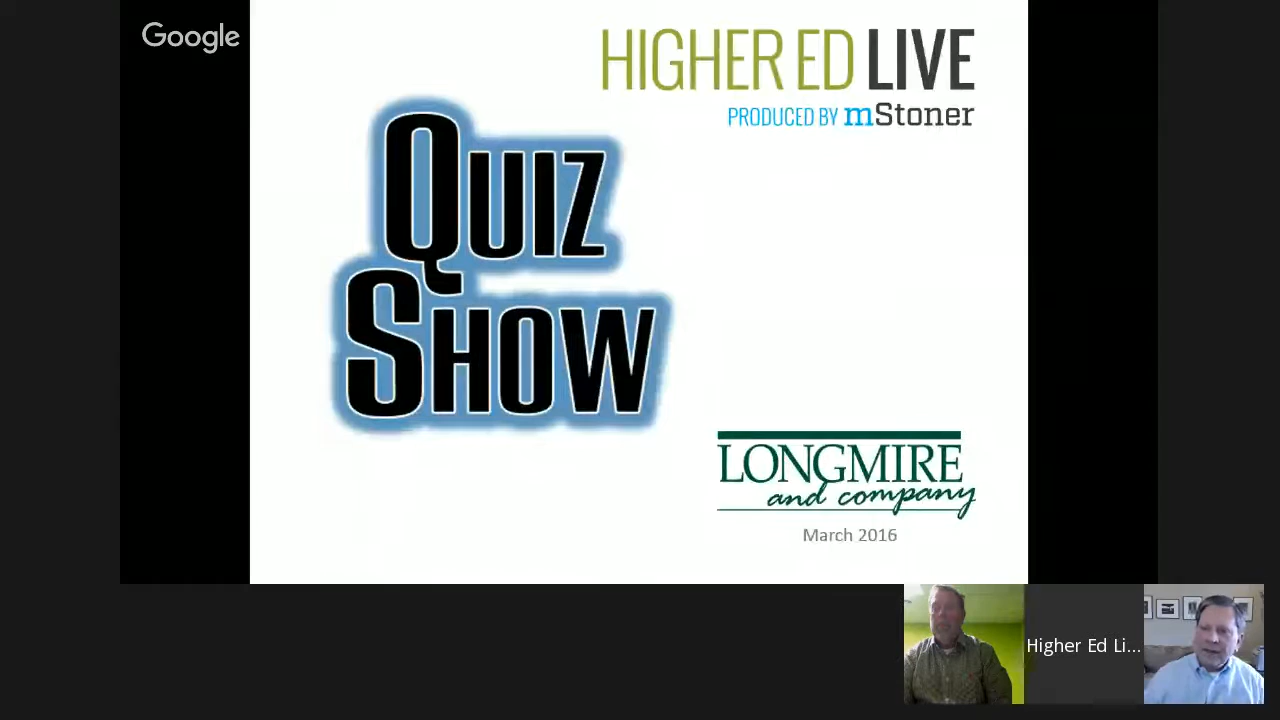 Google
HIGHER ED LIVE
PRODUCED BY mStoner
QUIZ
SHOW
LONGMIRE
and company
March 2016
Higher Ed Li...